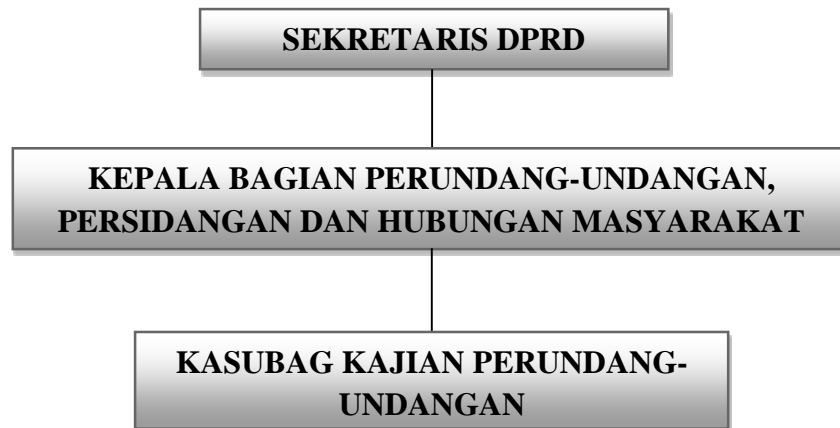 SEKRETARIS DPRD
KEPALA BAGIAN PERUNDANG-UNDANGAN,
PERSIDANGAN DAN HUBUNGAN MASYARAKAT
KASUBAG KAJIAN PERUNDANG-
UNDANGAN